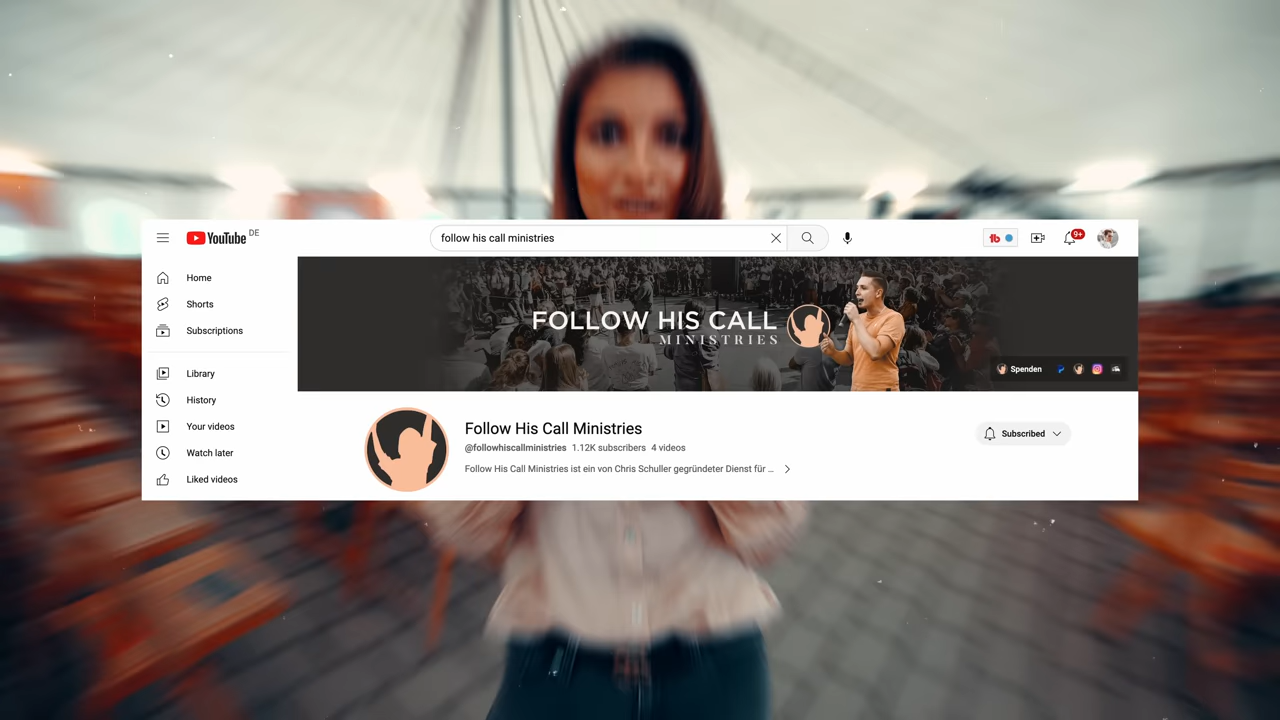 YouTube DE
follow his call ministries
9+
Home
Shorts
Subscriptions
Library
History
Your videos
Watch later
Liked videos
FOLLOW HIS CALL
MINISTRIES
Spenden
Follow His Call Ministries
@followhiscallministries 1.12K subscribers 4 videos
Follow His Call Ministries ist ein von Chris Schuller gegründeter Dienst für ...
Subscribed